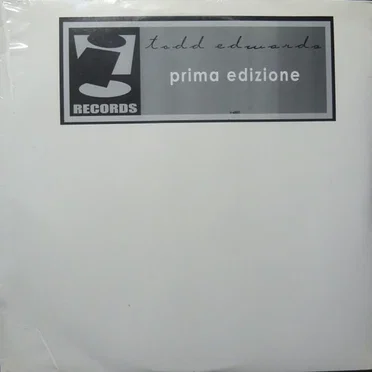 todd edwards
prima edizione
i
RECORDS